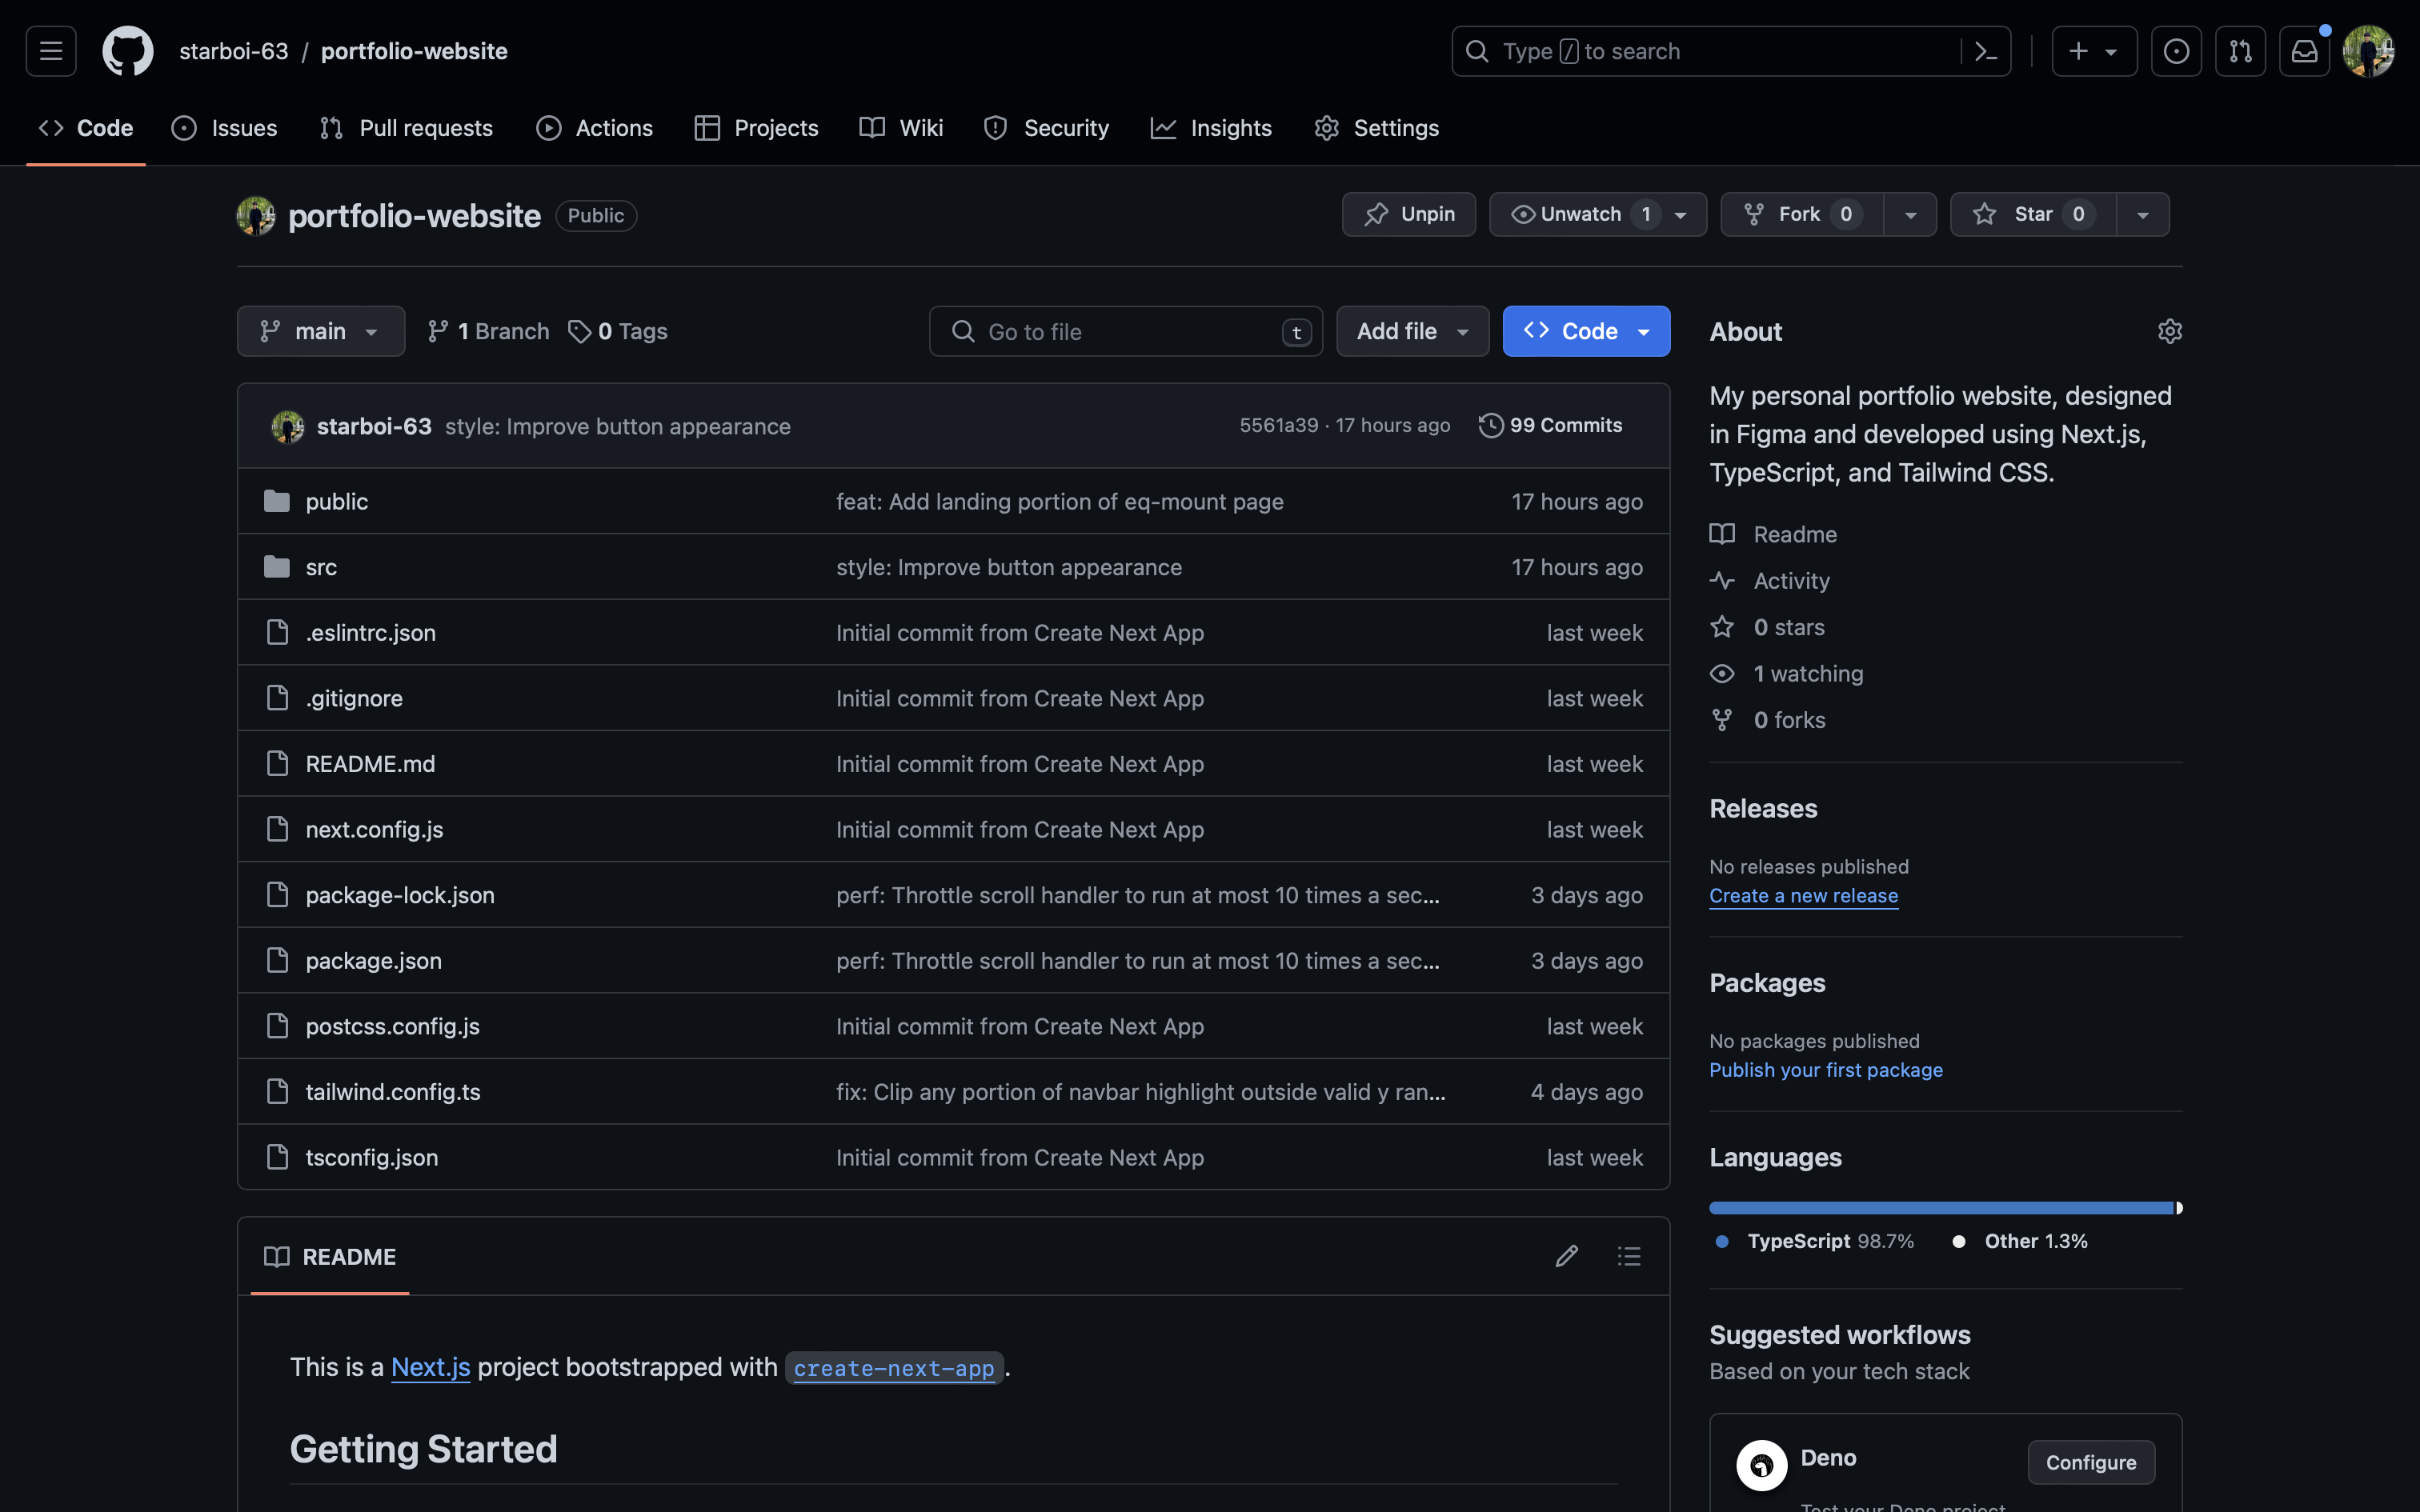 starboi-63 / portfolio-website
Type / to search
Code Issues Pull requests Actions Projects Wiki Security Insights Settings
portfolio-website Public
Unpin Unwatch 1 Fork 0 Star 0
main 1 Branch 0 Tags
Go to file t Add file Code
starboi-63 style: Improve button appearance 5561a39 · 17 hours ago 99 Commits
public feat: Add landing portion of eq-mount page 17 hours ago
src style: Improve button appearance 17 hours ago
.eslintrc.json Initial commit from Create Next App last week
.gitignore Initial commit from Create Next App last week
README.md Initial commit from Create Next App last week
next.config.js Initial commit from Create Next App last week
package-lock.json perf: Throttle scroll handler to run at most 10 times a sec... 3 days ago
package.json perf: Throttle scroll handler to run at most 10 times a sec... 3 days ago
postcss.config.js Initial commit from Create Next App last week
tailwind.config.ts fix: Clip any portion of navbar highlight outside valid y ran... 4 days ago
tsconfig.json Initial commit from Create Next App last week
README
This is a Next.js project bootstrapped with create-next-app.
Getting Started
About
My personal portfolio website, designed
in Figma and developed using Next.js,
TypeScript, and Tailwind CSS.
Readme
Activity
0 stars
1 watching
0 forks
Releases
No releases published
Create a new release
Packages
No packages published
Publish your first package
Languages
TypeScript 98.7% Other 1.3%
Suggested workflows
Based on your tech stack
Deno Configure
Test your Deno project